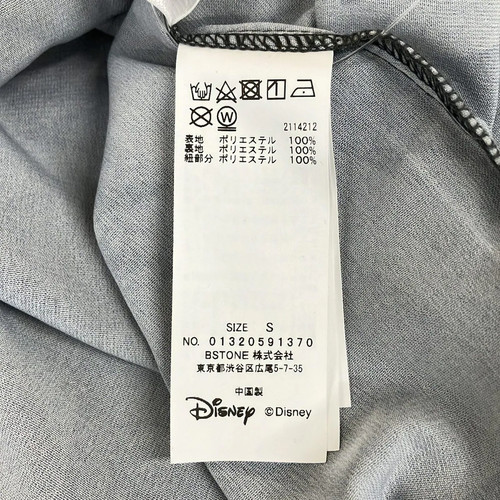 2114212
表地 ポリエステル 100%
裏地 ポリエステル 100%
紐部分 ポリエステル 100%
SIZE S
NO. 01320591370
BSTONE 株式会社
東京都渋谷区広尾5-7-35
中国製
Disney ©Disney